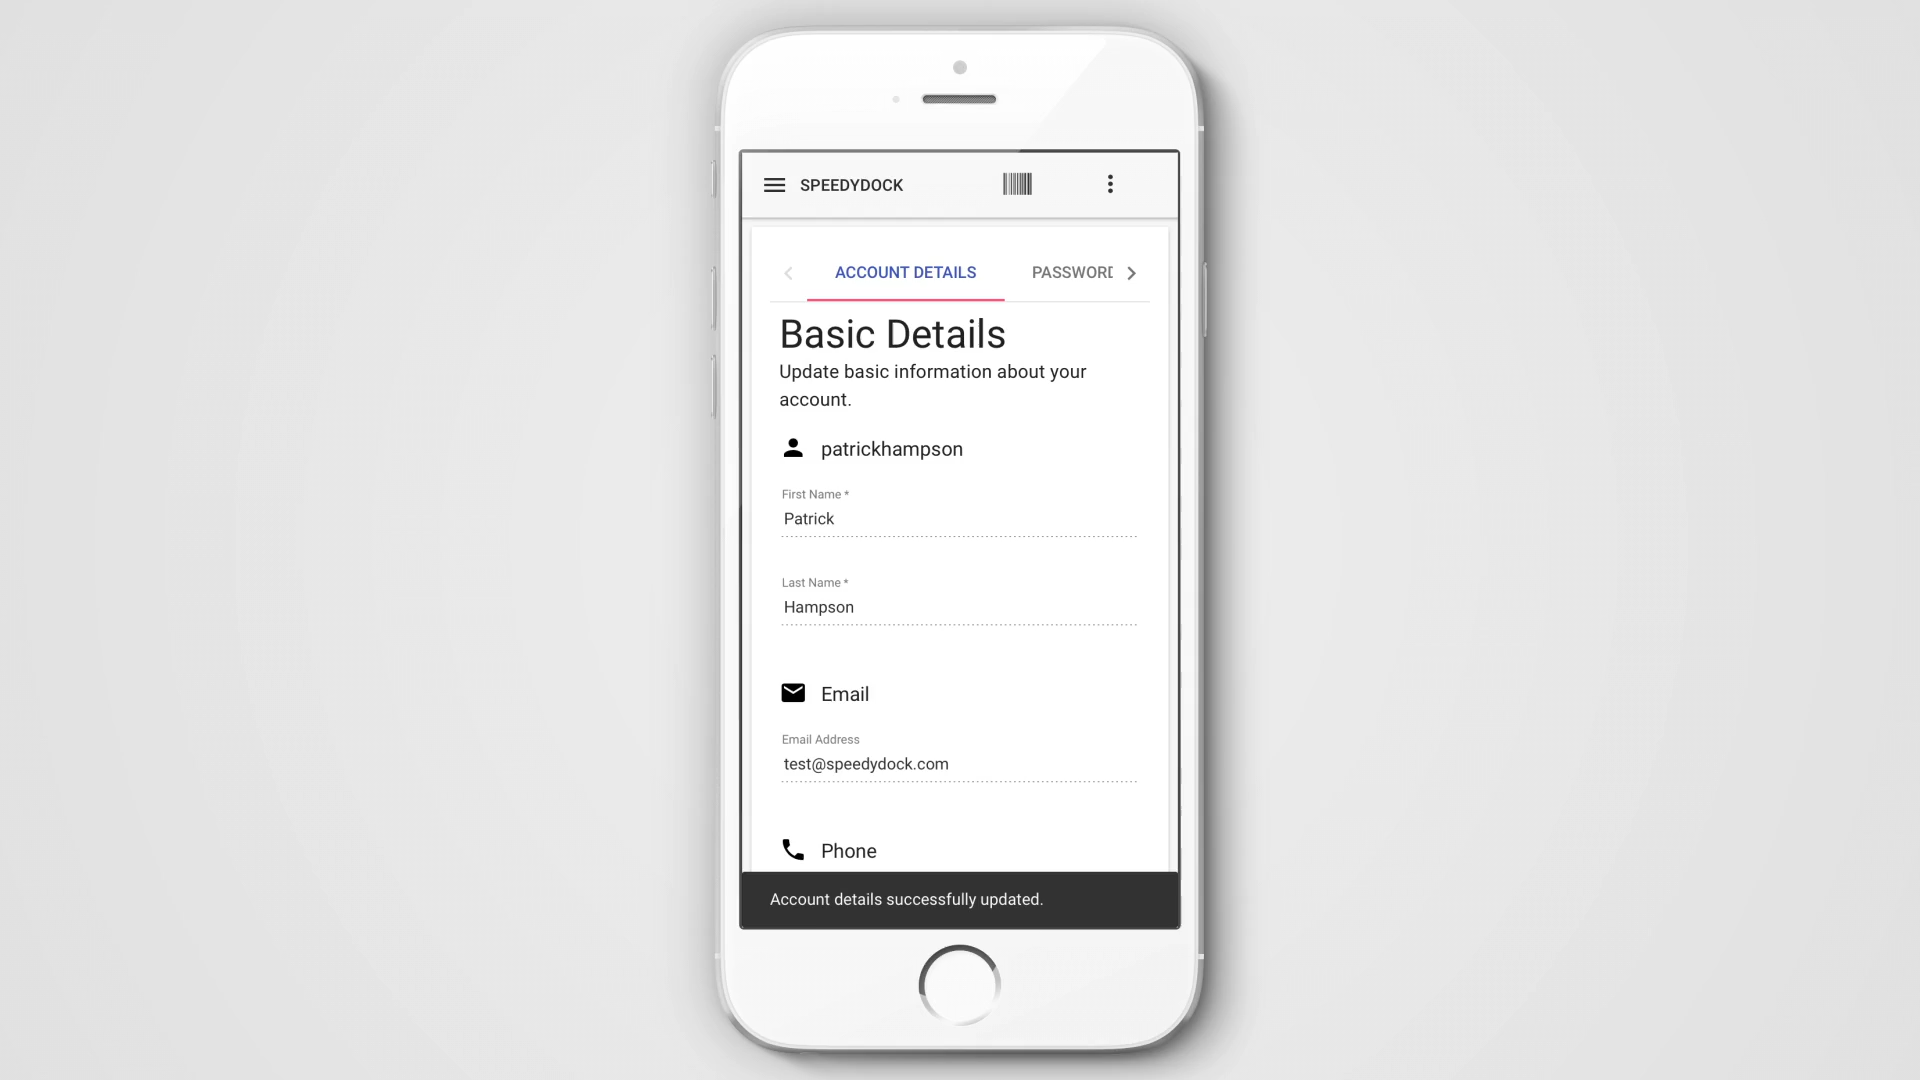 SPEEDYDOCK
ACCOUNT DETAILS
PASSWORD
Basic Details
Update basic information about your
account.
patrickhampson
First Name *
Patrick
Last Name *
Hampson
Email
Email Address
test@speedydock.com
Phone
Account details successfully updated.